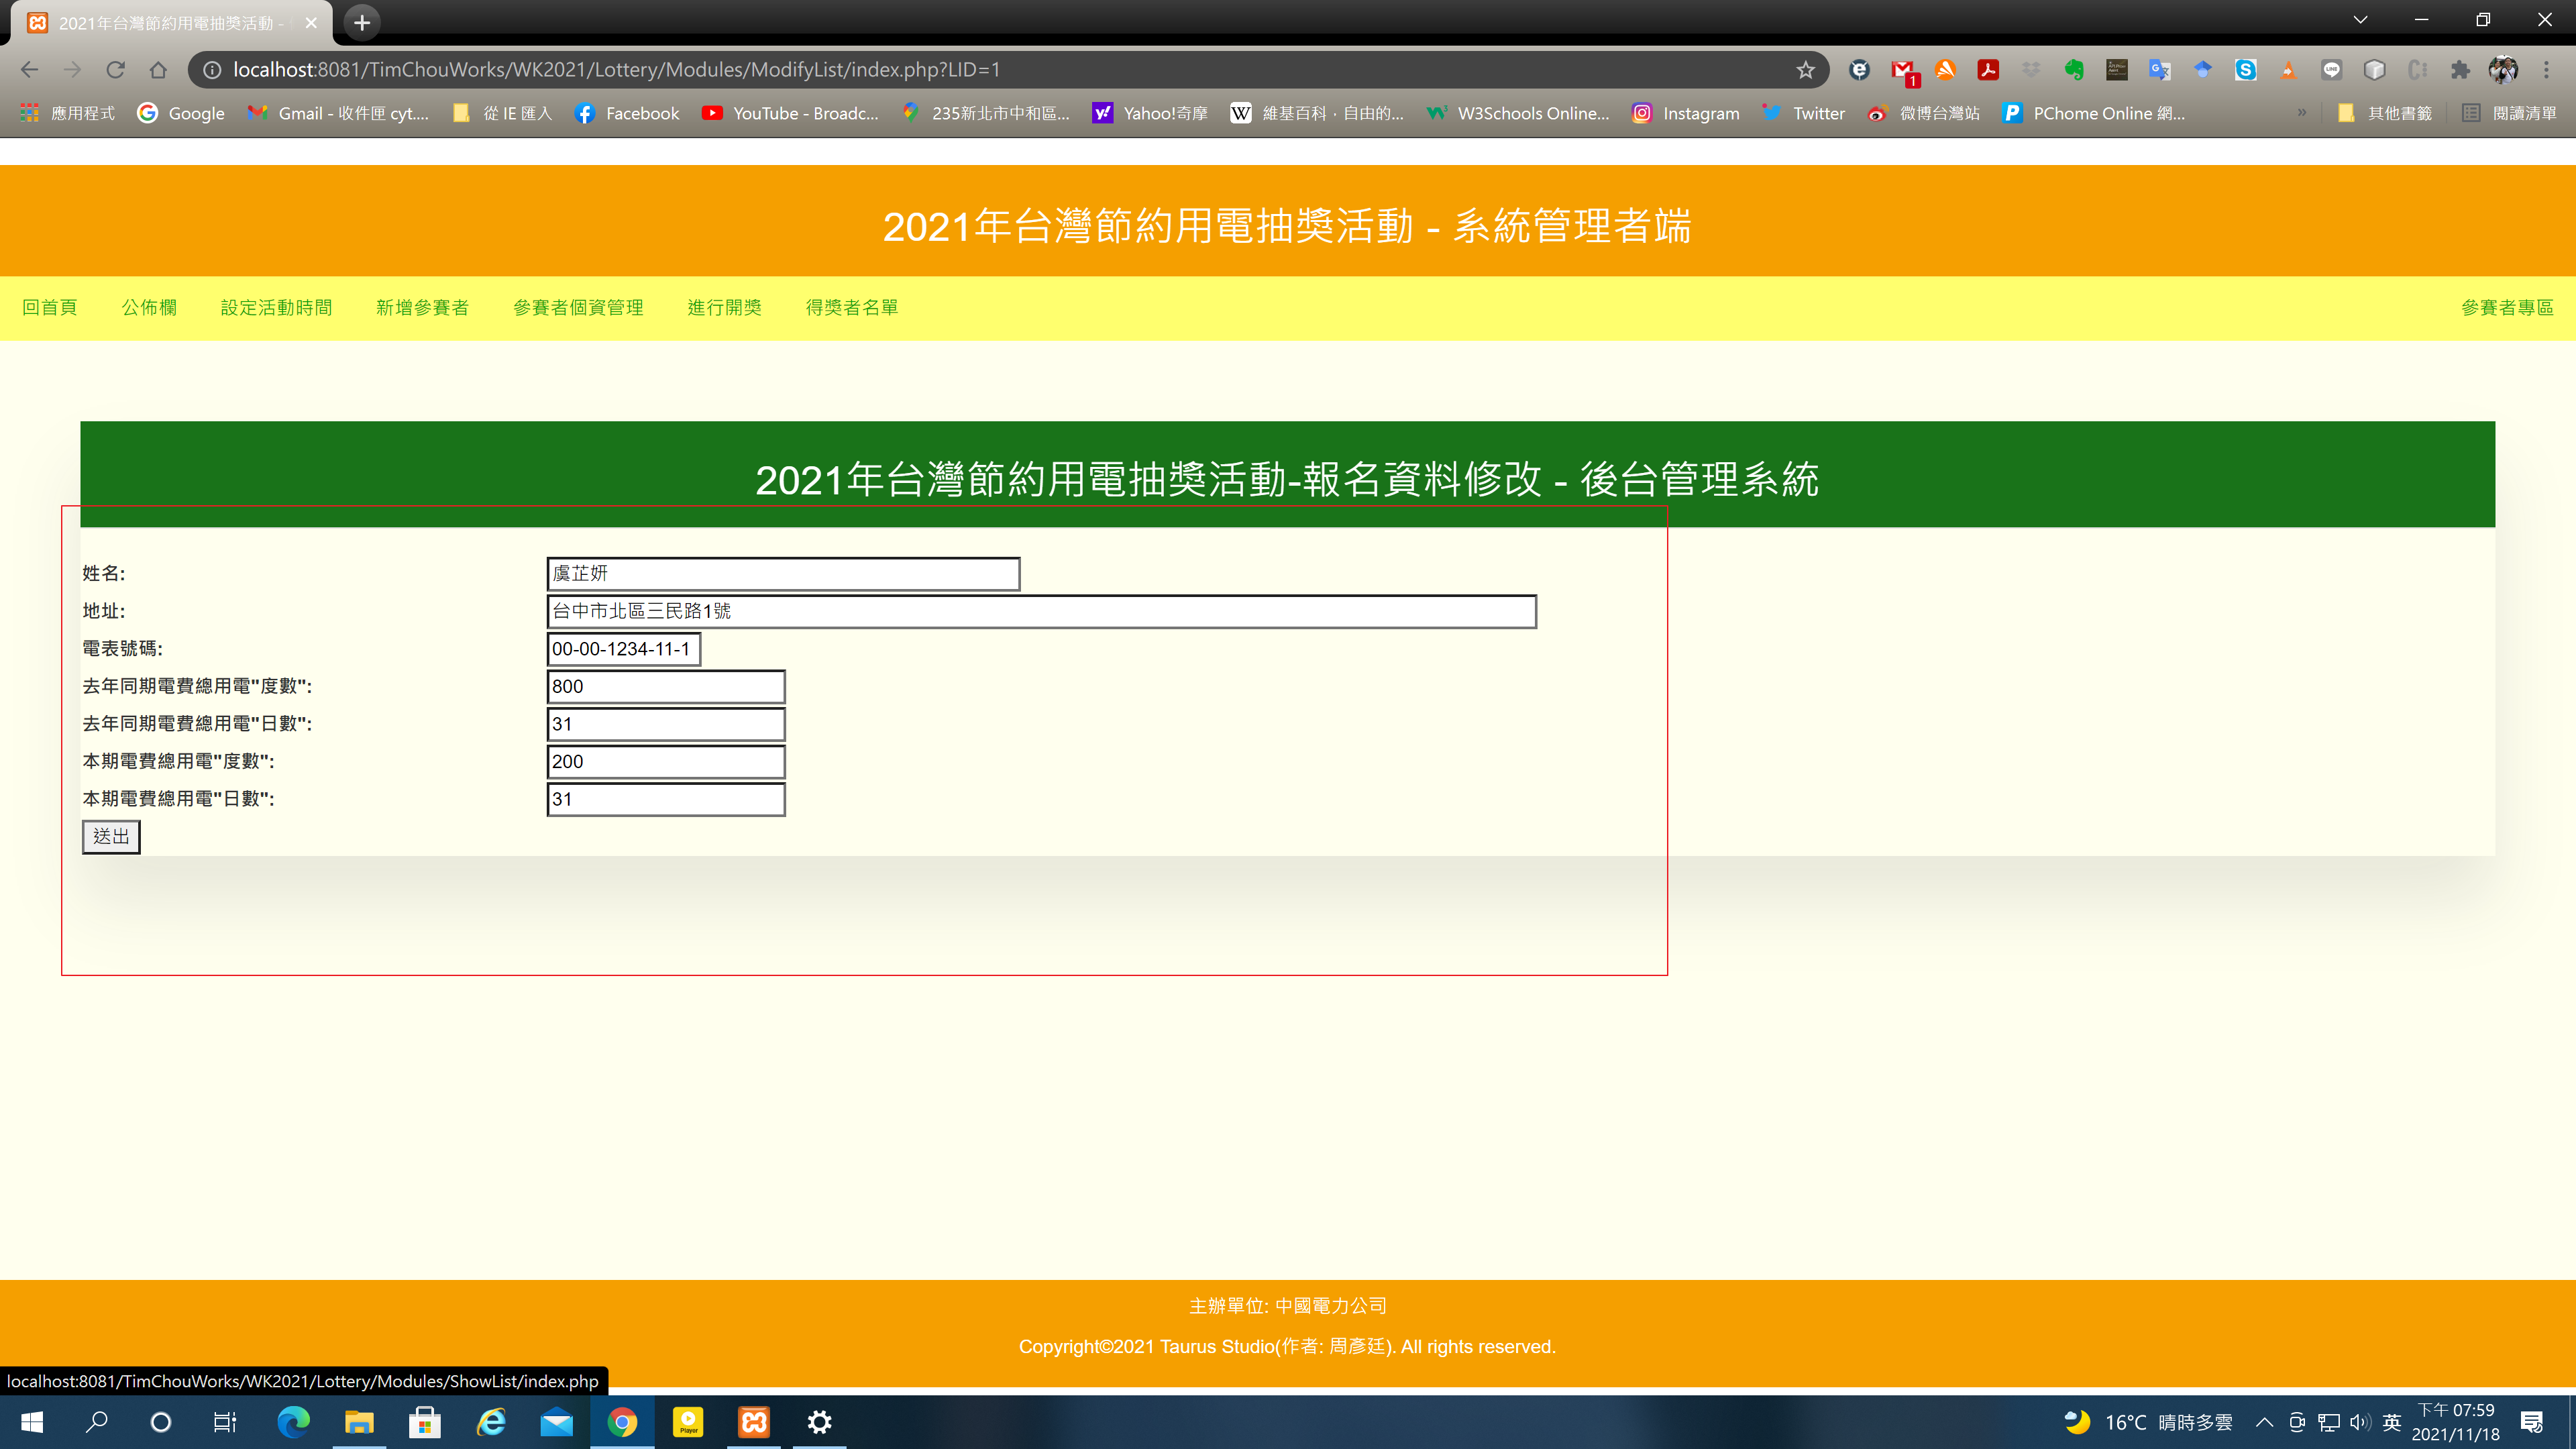 2021年台灣節約用電抽獎活動 -
localhost:8081/TimChouWorks/WK2021/Lottery/Modules/ModifyList/index.php?LID=1
1
應用程式 Google Gmail - 收件匣 cyt.... 從 IE 匯入 Facebook YouTube - Broadc... 235新北市中和區... Yahoo!奇摩 維基百科，自由的... W3Schools Online... Instagram Twitter 微博台灣站 PChome Online 網... » 其他書籤 閱讀清單
2021年台灣節約用電抽獎活動 - 系統管理者端
回首頁 公佈欄 設定活動時間 新增參賽者 參賽者個資管理 進行開獎 得獎者名單 參賽者專區
2021年台灣節約用電抽獎活動-報名資料修改 - 後台管理系統
姓名: 虞芷妍
地址: 台中市北區三民路1號
電表號碼: 00-00-1234-11-1
去年同期電費總用電"度數": 800
去年同期電費總用電"日數": 31
本期電費總用電"度數": 200
本期電費總用電"日數": 31
送出
主辦單位: 中國電力公司
Copyright©2021 Taurus Studio(作者: 周彥廷). All rights reserved.
localhost:8081/TimChouWorks/WK2021/Lottery/Modules/ShowList/index.php
Player
16°C 晴時多雲 英 下午 07:59
2021/11/18